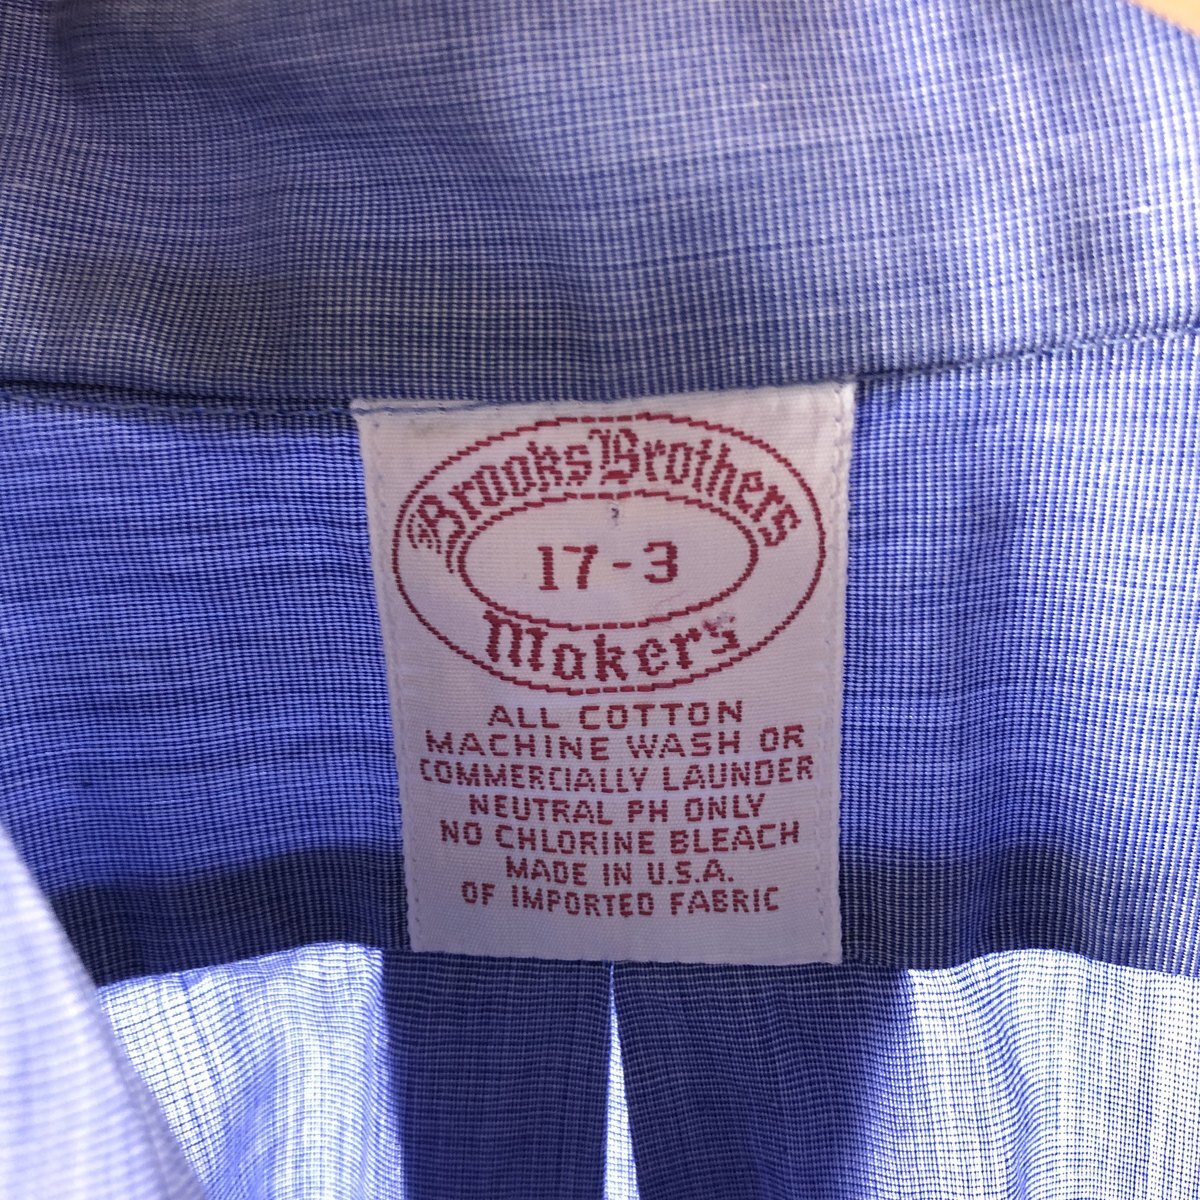 Brooks Brothers
17-3
Makers
ALL COTTON
MACHINE WASH OR
COMMERCIALLY LAUNDER
NEUTRAL PH ONLY
NO CHLORINE BLEACH
MADE IN U.S.A.
OF IMPORTED FABRIC